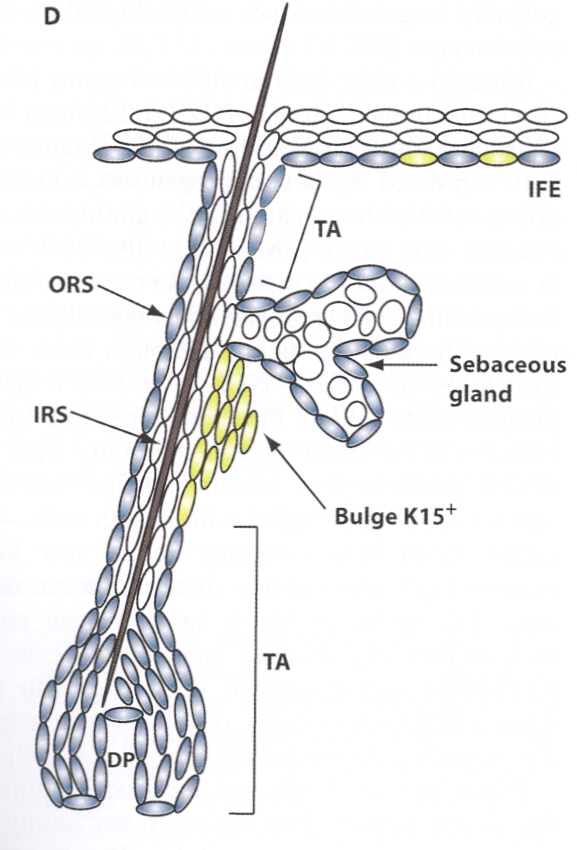 D
IFE
TA
ORS
Sebaceous
gland
IRS
Bulge K15+
TA
DP